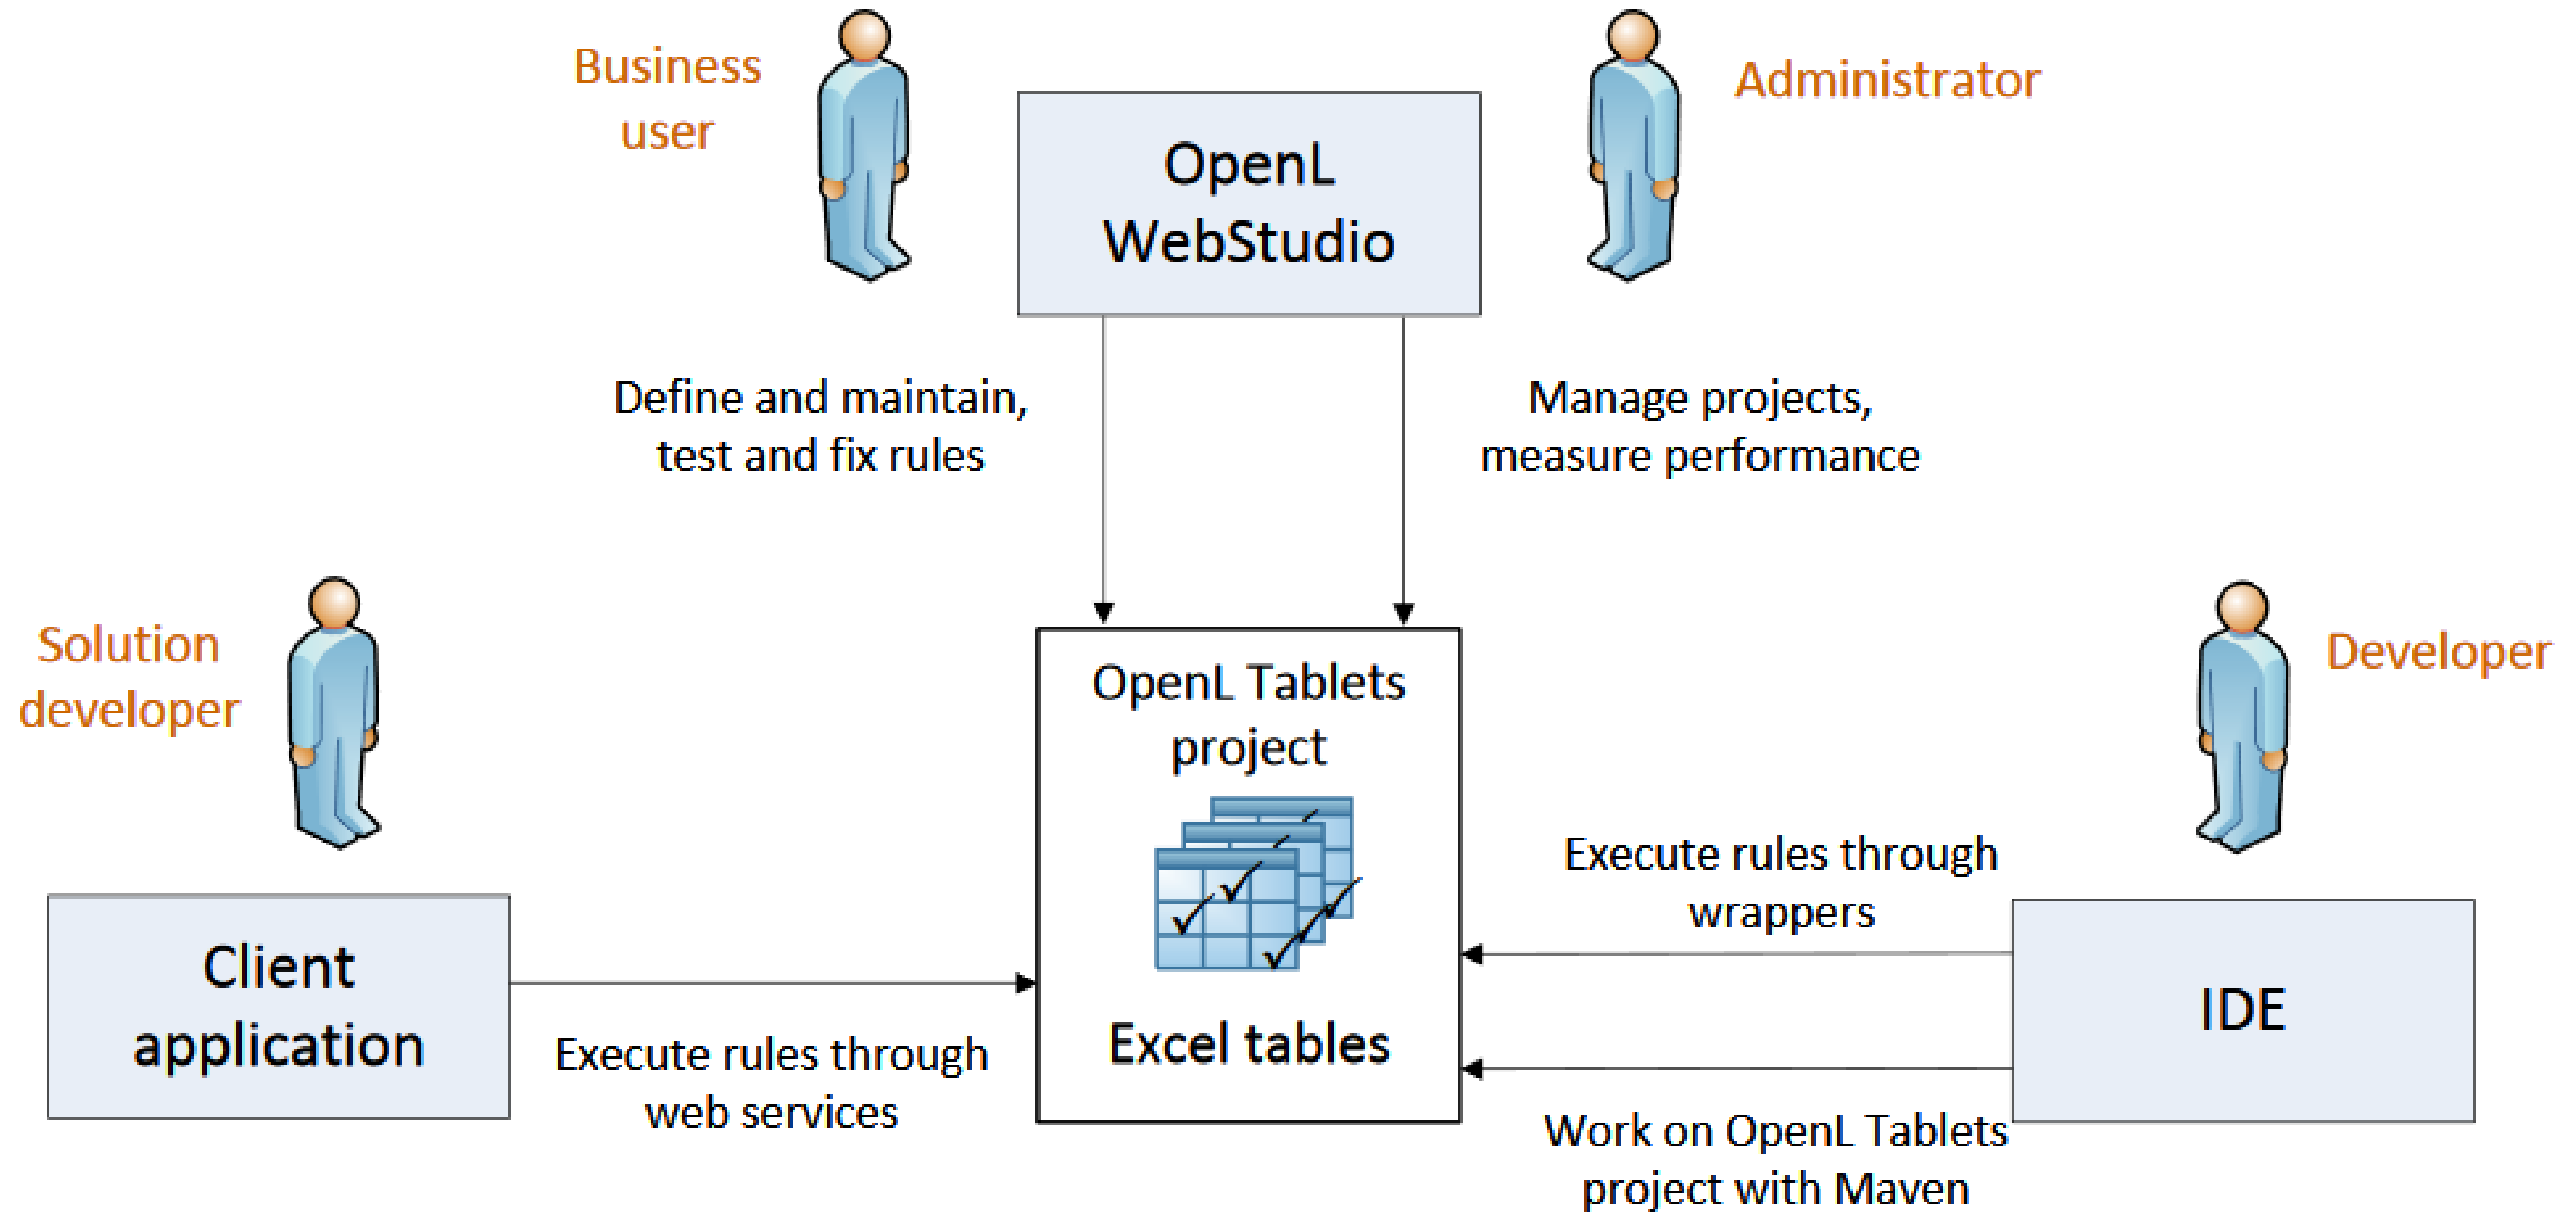 Business
user
Administrator
OpenL
WebStudio
Define and maintain,
test and fix rules
Manage projects,
measure performance
Solution
developer
Developer
OpenL Tablets
project
Execute rules through
wrappers
Client
application
IDE
Excel tables
Execute rules through
web services
Work on OpenL Tablets
project with Maven